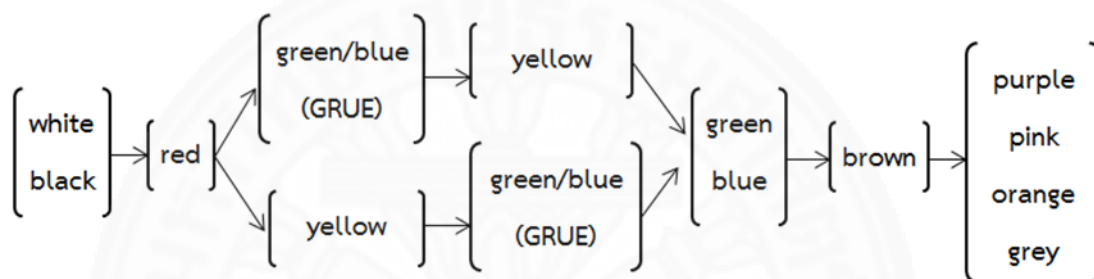 white
black
red
green/blue
(GRUE)
yellow
yellow
green/blue
(GRUE)
green
blue
brown
purple
pink
orange
grey